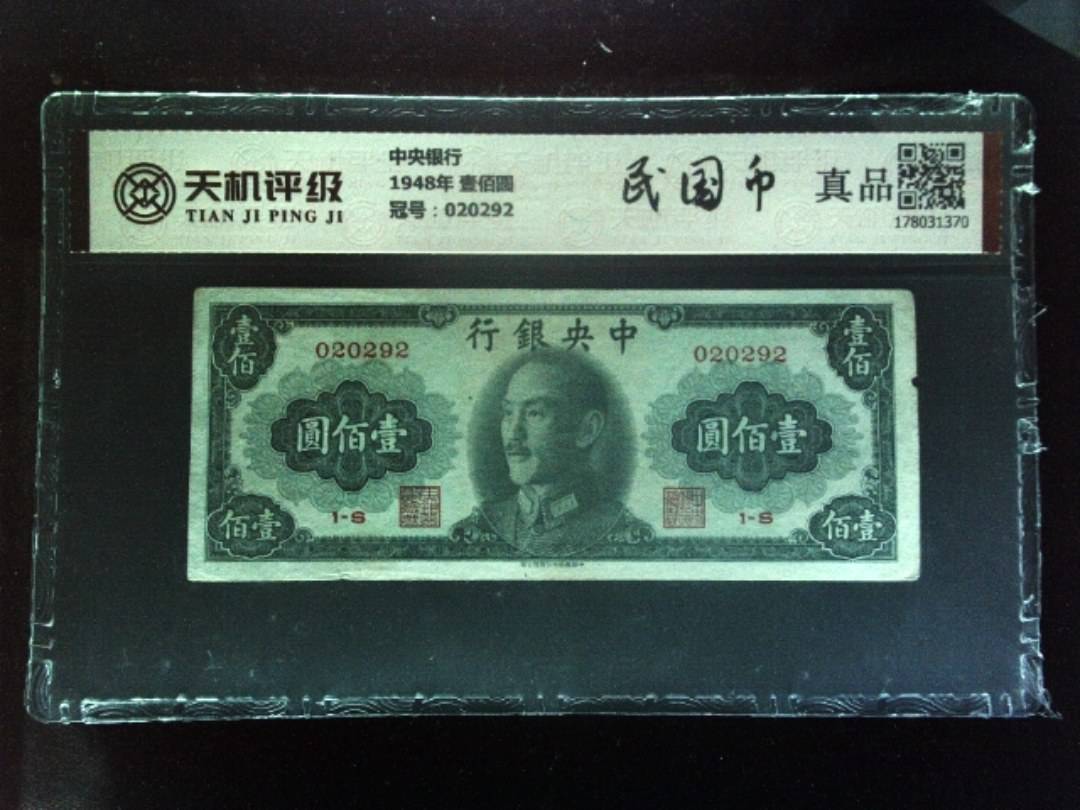 天机评级
TIAN JI PING JI
中央银行
1948年 壹佰圓
冠号：020292
民国币
真品
178031370
行銀央中
壹佰
壹佰
020292
020292
圓佰壹
圓佰壹
1-S
1-S
佰壹
佰壹